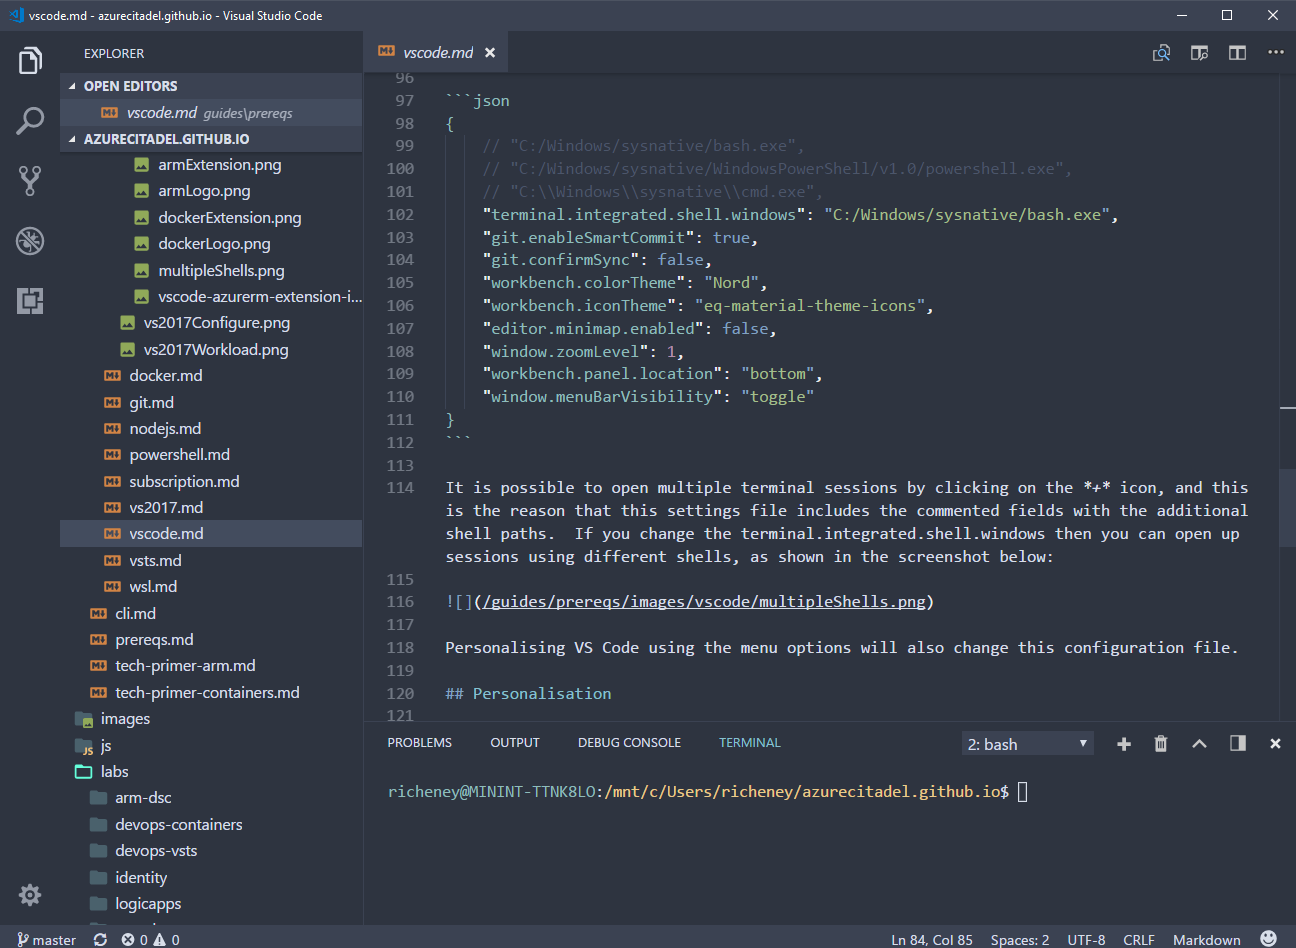 vscode.md - azurecitadel.github.io - Visual Studio Code
EXPLORER
OPEN EDITORS
vscode.md guides\prereqs
AZURECITADEL.GITHUB.IO
armExtension.png
armLogo.png
dockerExtension.png
dockerLogo.png
multipleShells.png
vscode-azurerm-extension-i...
vs2017Configure.png
vs2017Workload.png
docker.md
git.md
nodejs.md
powershell.md
subscription.md
vs2017.md
vscode.md
vsts.md
wsl.md
cli.md
prereqs.md
tech-primer-arm.md
tech-primer-containers.md
images
JS js
labs
arm-dsc
devops-containers
devops-vsts
identity
logicapps
vscode.md
96
97 ```json
98 {
99 // "C:/Windows/sysnative/bash.exe",
100 // "C:/Windows/sysnative/WindowsPowerShell/v1.0/powershell.exe",
101 // "C:\\Windows\\sysnative\\cmd.exe",
102 "terminal.integrated.shell.windows": "C:/Windows/sysnative/bash.exe",
103 "git.enableSmartCommit": true,
104 "git.confirmSync": false,
105 "workbench.colorTheme": "Nord",
106 "workbench.iconTheme": "eq-material-theme-icons",
107 "editor.minimap.enabled": false,
108 "window.zoomLevel": 1,
109 "workbench.panel.location": "bottom",
110 "window.menuBarVisibility": "toggle"
111 }
112 ```
113
114 It is possible to open multiple terminal sessions by clicking on the *+* icon, and this
is the reason that this settings file includes the commented fields with the additional
shell paths.  If you change the terminal.integrated.shell.windows then you can open up
sessions using different shells, as shown in the screenshot below:
115
116 ![](/guides/prereqs/images/vscode/multipleShells.png)
117
118 Personalising VS Code using the menu options will also change this configuration file.
119
120 ## Personalisation
121
PROBLEMS OUTPUT DEBUG CONSOLE TERMINAL 2: bash
richeney@MININT-TTNK8LO:/mnt/c/Users/richeney/azurecitadel.github.io$
master 0 0 Ln 84, Col 85 Spaces: 2 UTF-8 CRLF Markdown